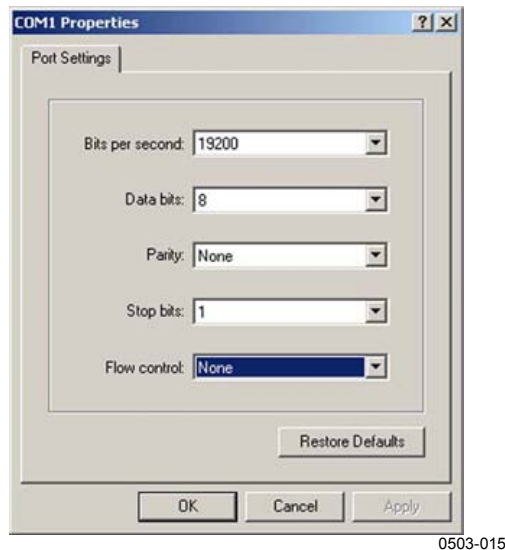 COM1 Properties
Port Settings
Bits per second: 19200
Data bits: 8
Parity: None
Stop bits: 1
Flow control: None
Restore Defaults
OK Cancel Apply
0503-015